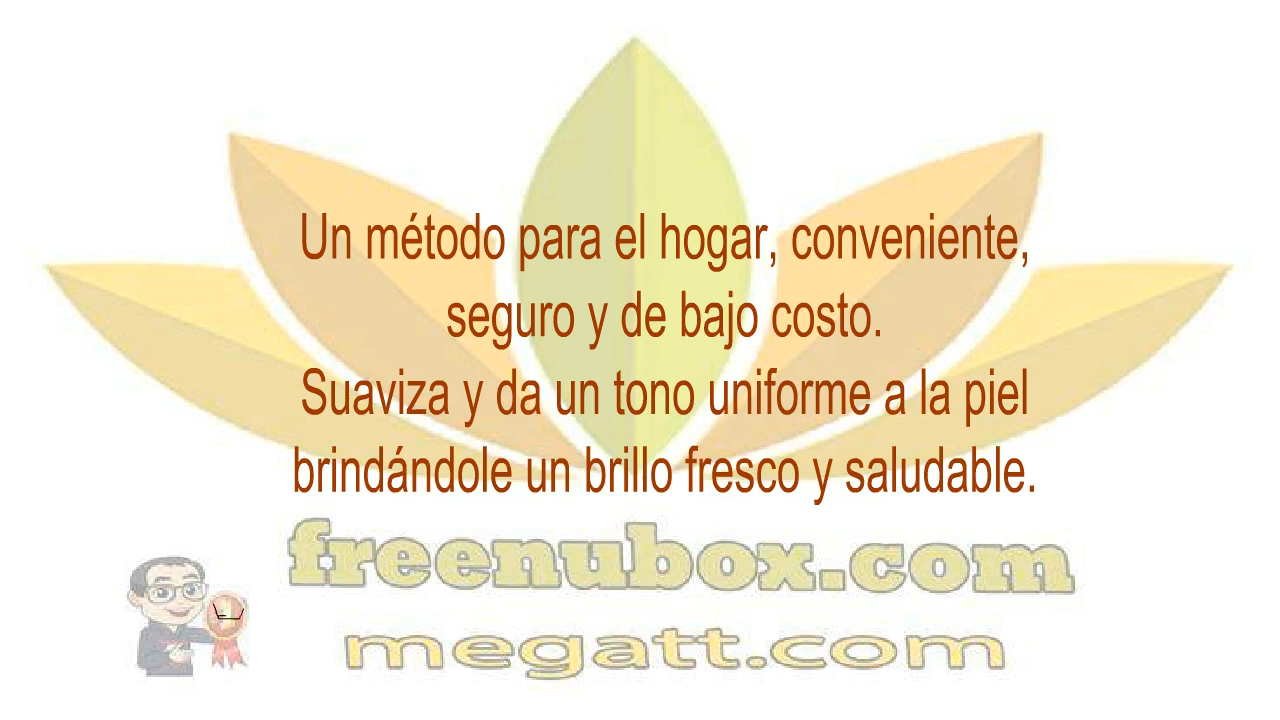 Un método para el hogar, conveniente,
seguro y de bajo costo.
Suaviza y da un tono uniforme a la piel
brindándole un brillo fresco y saludable.
freenubox.com
megatt.com